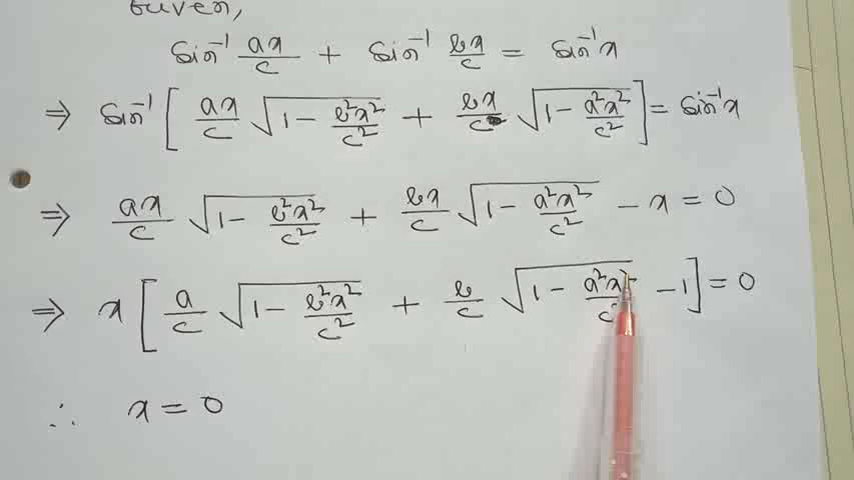 Given,
Sin⁻¹ ax/c + Sin⁻¹ bx/c = Sin⁻¹x
⇒ Sin⁻¹ [ ax/c √(1 - b²x²/c²) + bx/c √(1 - a²x²/c²) ] = Sin⁻¹x
⇒ ax/c √(1 - b²x²/c²) + bx/c √(1 - a²x²/c²) - x = 0
⇒ x [ a/c √(1 - b²x²/c²) + b/c √(1 - a²x²/c²) - 1 ] = 0
∴ x = 0